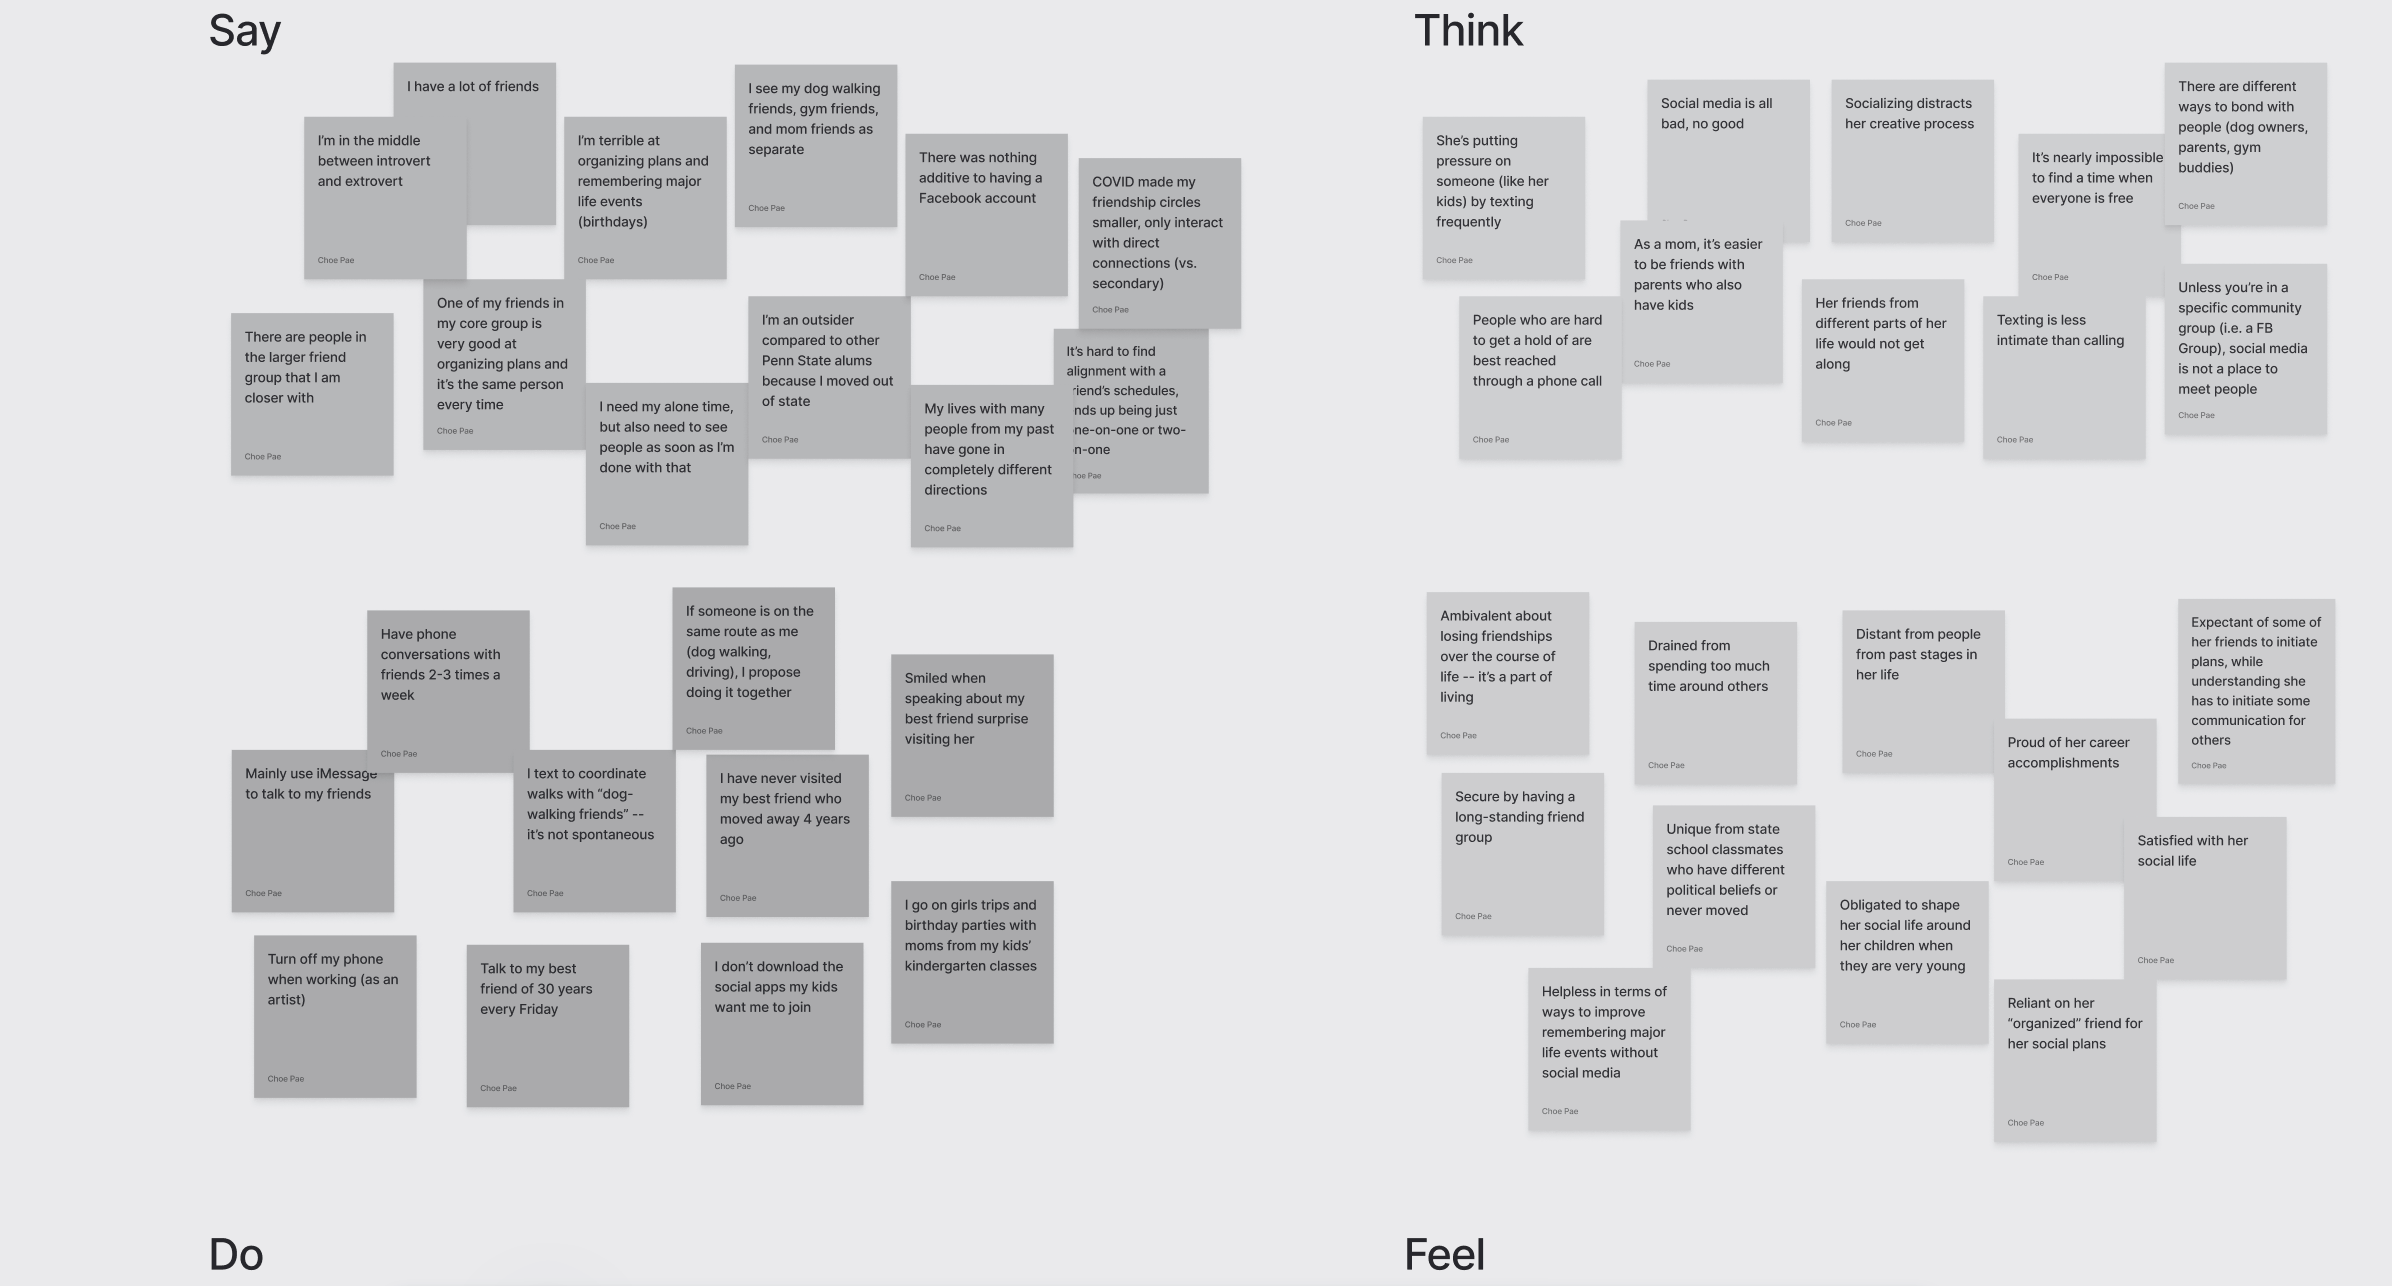 Say
I have a lot of friends
I'm in the middle
between introvert
and extrovert
Choe Pae
I'm terrible at
organizing plans and
remembering major
life events
(birthdays)
Choe Pae
I see my dog walking
friends, gym friends,
and mom friends as
separate
Choe Pae
There was nothing
additive to having a
Facebook account
Choe Pae
COVID made my
friendship circles
smaller, only interact
with direct
connections (vs.
secondary)
Choe Pae
There are people in
the larger friend
group that I am
closer with
Choe Pae
One of my friends in
my core group is
very good at
organizing plans and
it's the same person
every time
Choe Pae
I need my alone time,
but also need to see
people as soon as I'm
done with that
Choe Pae
I'm an outsider
compared to other
Penn State alums
because I moved out
of state
Choe Pae
My lives with many
people from my past
have gone in
completely different
directions
Choe Pae
It's hard to find
alignment with a
riend's schedules,
nds up being just
ne-on-one or two-
n-one
hoe Pae
Think
She's putting
pressure on
someone (like her
kids) by texting
frequently
Choe Pae
Social media is all
bad, no good
Socializing distracts
her creative process
Choe Pae
It's nearly impossible
to find a time when
everyone is free
Choe Pae
There are different
ways to bond with
people (dog owners,
parents, gym
buddies)
Choe Pae
People who are hard
to get a hold of are
best reached
through a phone call
Choe Pae
As a mom, it's easier
to be friends with
parents who also
have kids
Choe Pae
Her friends from
different parts of her
life would not get
along
Choe Pae
Texting is less
intimate than calling
Choe Pae
Unless you're in a
specific community
group (i.e. a FB
Group), social media
is not a place to
meet people
Choe Pae
Have phone
conversations with
friends 2-3 times a
week
Choe Pae
If someone is on the
same route as me
(dog walking,
driving), I propose
doing it together
Choe Pae
Smiled when
speaking about my
best friend surprise
visiting her
Choe Pae
Mainly use iMessage
to talk to my friends
Choe Pae
I text to coordinate
walks with “dog-
walking friends” --
it's not spontaneous
Choe Pae
I have never visited
my best friend who
moved away 4 years
ago
Choe Pae
I go on girls trips and
birthday parties with
moms from my kids'
kindergarten classes
Choe Pae
Turn off my phone
when working (as an
artist)
Choe Pae
Talk to my best
friend of 30 years
every Friday
Choe Pae
I don't download the
social apps my kids
want me to join
Choe Pae
Do
Ambivalent about
losing friendships
over the course of
life -- it's a part of
living
Choe Pae
Drained from
spending too much
time around others
Choe Pae
Distant from people
from past stages in
her life
Choe Pae
Expectant of some of
her friends to initiate
plans, while
understanding she
has to initiate some
communication for
others
Choe Pae
Proud of her career
accomplishments
Choe Pae
Secure by having a
long-standing friend
group
Choe Pae
Unique from state
school classmates
who have different
political beliefs or
never moved
Choe Pae
Satisfied with her
social life
Choe Pae
Obligated to shape
her social life around
her children when
they are very young
Choe Pae
Helpless in terms of
ways to improve
remembering major
life events without
social media
Choe Pae
Reliant on her
“organized” friend for
her social plans
Choe Pae
Feel